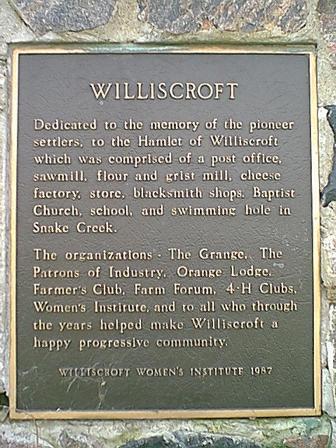 WILLISCROFT
Dedicated to the memory of the pioneer
settlers, to the Hamlet of Williscroft
which was comprised of a post office,
sawmill, flour and grist mill, cheese
factory, store, blacksmith shops, Baptist
Church, school, and swimming hole in
Snake Creek.
The organizations - The Grange, The
Patrons of Industry, Orange Lodge,
Farmer's Club, Farm Forum, 4-H Clubs,
Women's Institute, and to all who through
the years helped make Williscroft a
happy progressive community.
WILLISCROFT WOMEN'S INSTITUTE 1987